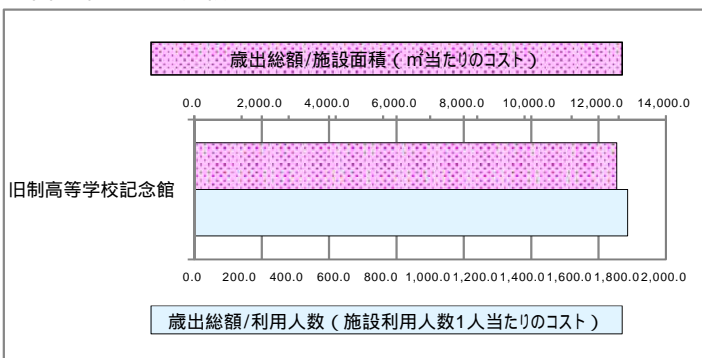 歳出総額/施設面積(㎡当たりのコスト)
0.0 2,000.0 4,000.0 6,000.0 8,000.0 10,000.0 12,000.0 14,000.0
旧制高等学校記念館
0.0 200.0 400.0 600.0 800.0 1,000.0 1,200.0 1,400.0 1,600.0 1,800.0 2,000.0
歳出総額/利用人数(施設利用人数1人当たりのコスト)